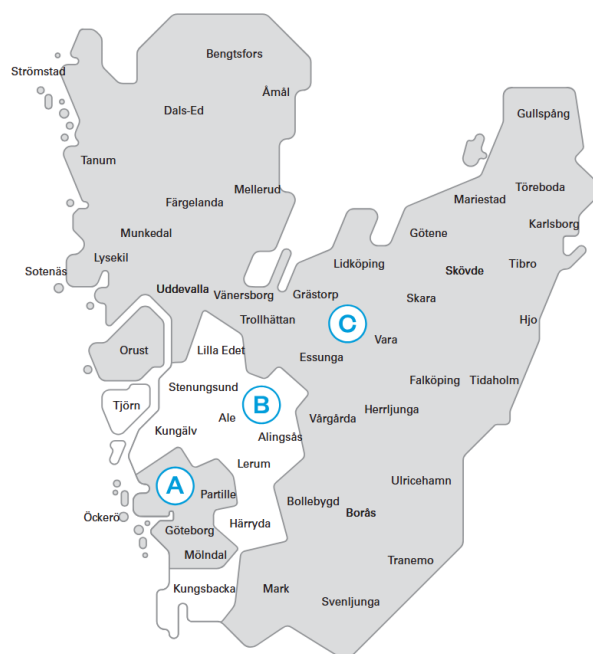 Bengtsfors
Strömstad
Åmål
Dals-Ed
Gullspång
Tanum
Mellerud
Töreboda
Mariestad
Färgelanda
Karlsborg
Munkedal
Götene
Lysekil
Lidköping
Tibro
Sotenäs
Skövde
Uddevalla
Vänersborg
Grästorp
Skara
Trollhättan
C
Hjo
Vara
Orust
Lilla Edet
Essunga
Stenungsund
Falköping
Tidaholm
Tjörn
B
Ale
Vårgårda
Herrljunga
Kungälv
Alingsås
Lerum
Ulricehamn
A
Partille
Bollebygd
Borås
Öckerö
Göteborg
Härryda
Mölndal
Tranemo
Kungsbacka
Mark
Svenljunga